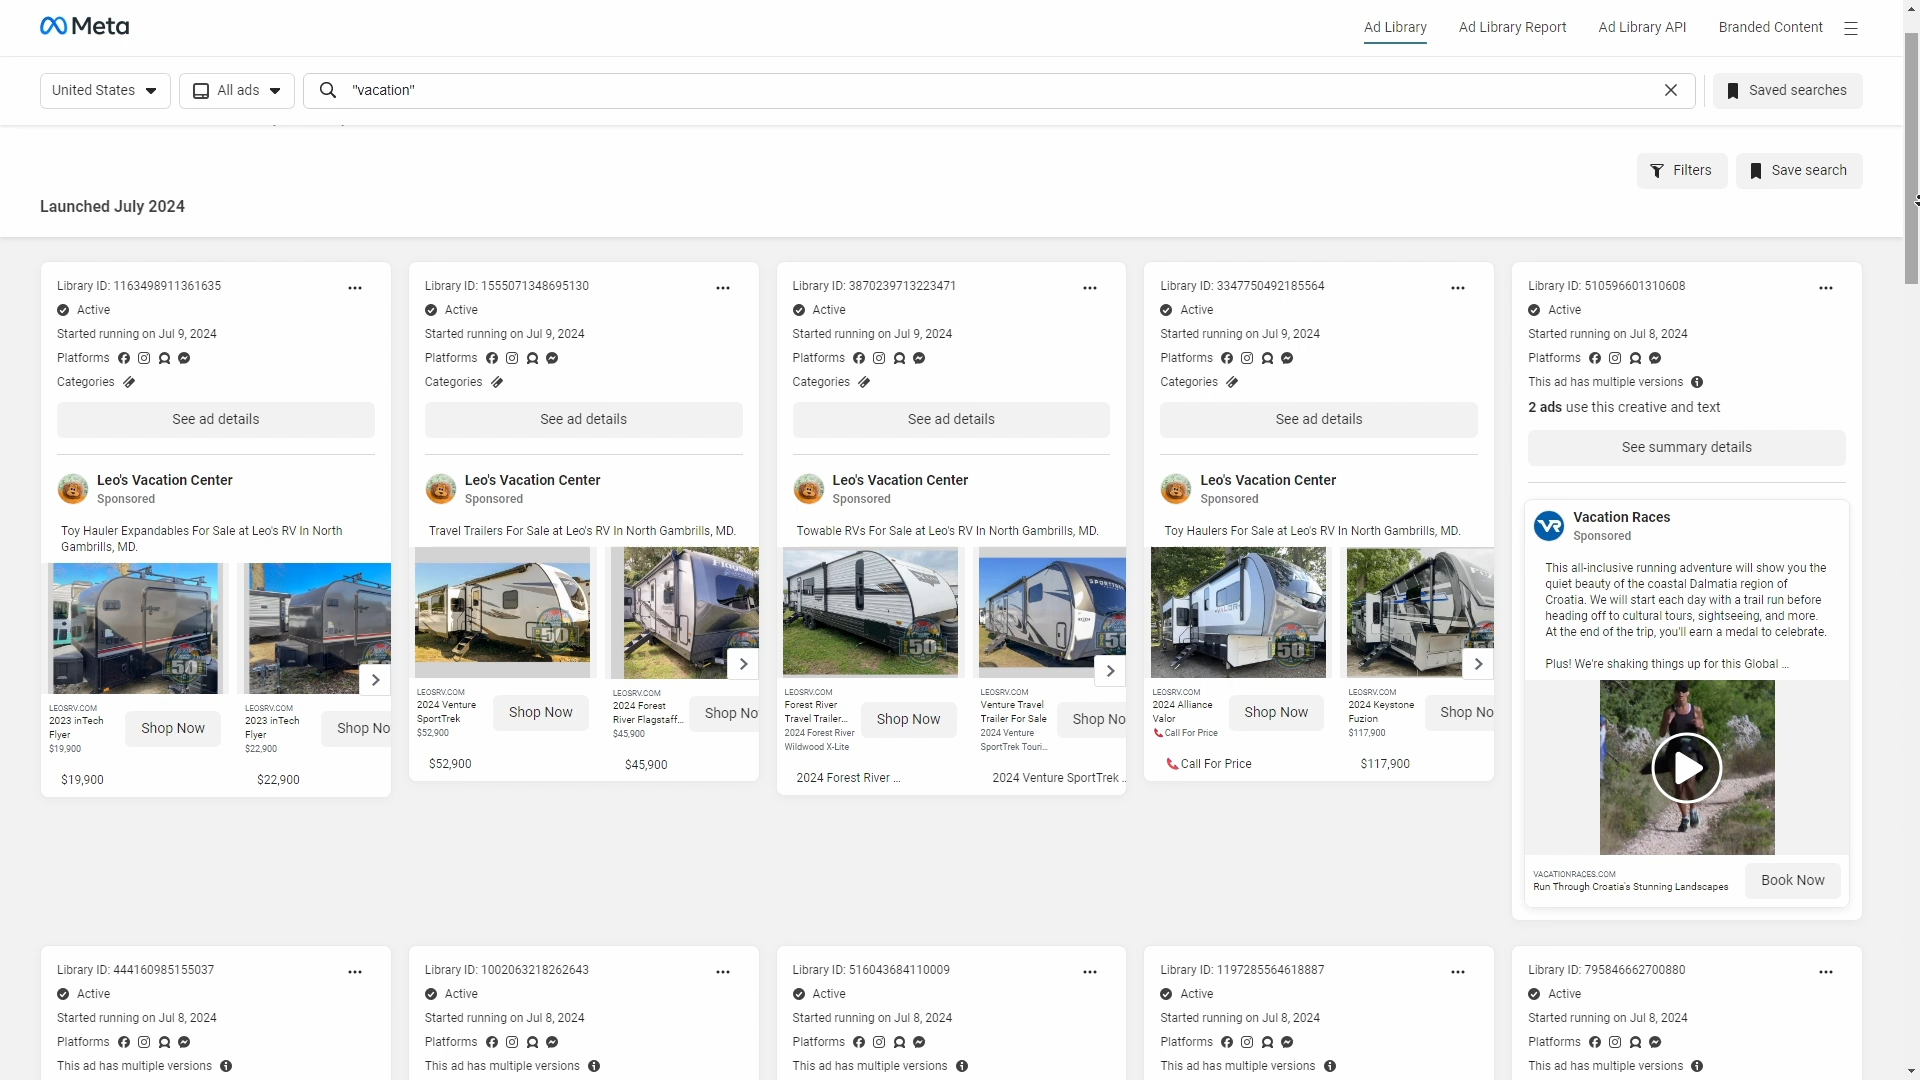 Meta
Ad Library
Ad Library Report
Ad Library API
Branded Content
United States
All ads
"vacation"
Saved searches
Filters
Save search
Launched July 2024
Library ID: 1163498911361635
Active
Started running on Jul 9, 2024
Platforms
Categories
See ad details
Leo's Vacation Center
Sponsored
Toy Hauler Expandables For Sale at Leo's RV In North
Gambrills, MD.
50
LEOSRV.COM
2023 inTech
Flyer
$19,900
Shop Now
$19,900
LEOSRV.COM
2023 inTech
Flyer
$22,900
Shop No
$22,900
Library ID: 1555071348695130
Active
Started running on Jul 9, 2024
Platforms
Categories
See ad details
Leo's Vacation Center
Sponsored
Travel Trailers For Sale at Leo's RV In North Gambrills, MD.
50
LEOSRV.COM
2024 Venture
SportTrek
$52,900
Shop Now
$52,900
LEOSRV.COM
2024 Forest
River Flagstaff...
$45,900
Shop No
$45,900
Library ID: 3870239713223471
Active
Started running on Jul 9, 2024
Platforms
Categories
See ad details
Leo's Vacation Center
Sponsored
Towable RVs For Sale at Leo's RV In North Gambrills, MD.
50
LEOSRV.COM
Forest River
Travel Trailer...
2024 Forest River
Wildwood X-Lite
Shop Now
2024 Forest River ...
SPORTTREK
LEOSRV.COM
Venture Travel
Trailer For Sale
2024 Venture
SportTrek Touri...
Shop No
2024 Venture SportTrek ...
Library ID: 3347750492185564
Active
Started running on Jul 9, 2024
Platforms
Categories
See ad details
Leo's Vacation Center
Sponsored
Toy Haulers For Sale at Leo's RV In North Gambrills, MD.
VALOR
50
LEOSRV.COM
2024 Alliance
Valor
Call For Price
Shop Now
Call For Price
LEOSRV.COM
2024 Keystone
Fuzion
$117,900
Shop No
$117,900
Library ID: 510596601310608
Active
Started running on Jul 8, 2024
Platforms
This ad has multiple versions
2 ads use this creative and text
See summary details
VR
Vacation Races
Sponsored
This all-inclusive running adventure will show you the
quiet beauty of the coastal Dalmatia region of
Croatia. We will start each day with a trail run before
heading off to cultural tours, sightseeing, and more.
At the end of the trip, you'll earn a medal to celebrate.
Plus! We're shaking things up for this Global ...
VACATIONRACES.COM
Run Through Croatia's Stunning Landscapes
Book Now
Library ID: 444160985155037
Active
Started running on Jul 8, 2024
Platforms
This ad has multiple versions
Library ID: 1002063218262643
Active
Started running on Jul 8, 2024
Platforms
This ad has multiple versions
Library ID: 516043684110009
Active
Started running on Jul 8, 2024
Platforms
This ad has multiple versions
Library ID: 1197285564618887
Active
Started running on Jul 8, 2024
Platforms
This ad has multiple versions
Library ID: 795846662700880
Active
Started running on Jul 8, 2024
Platforms
This ad has multiple versions